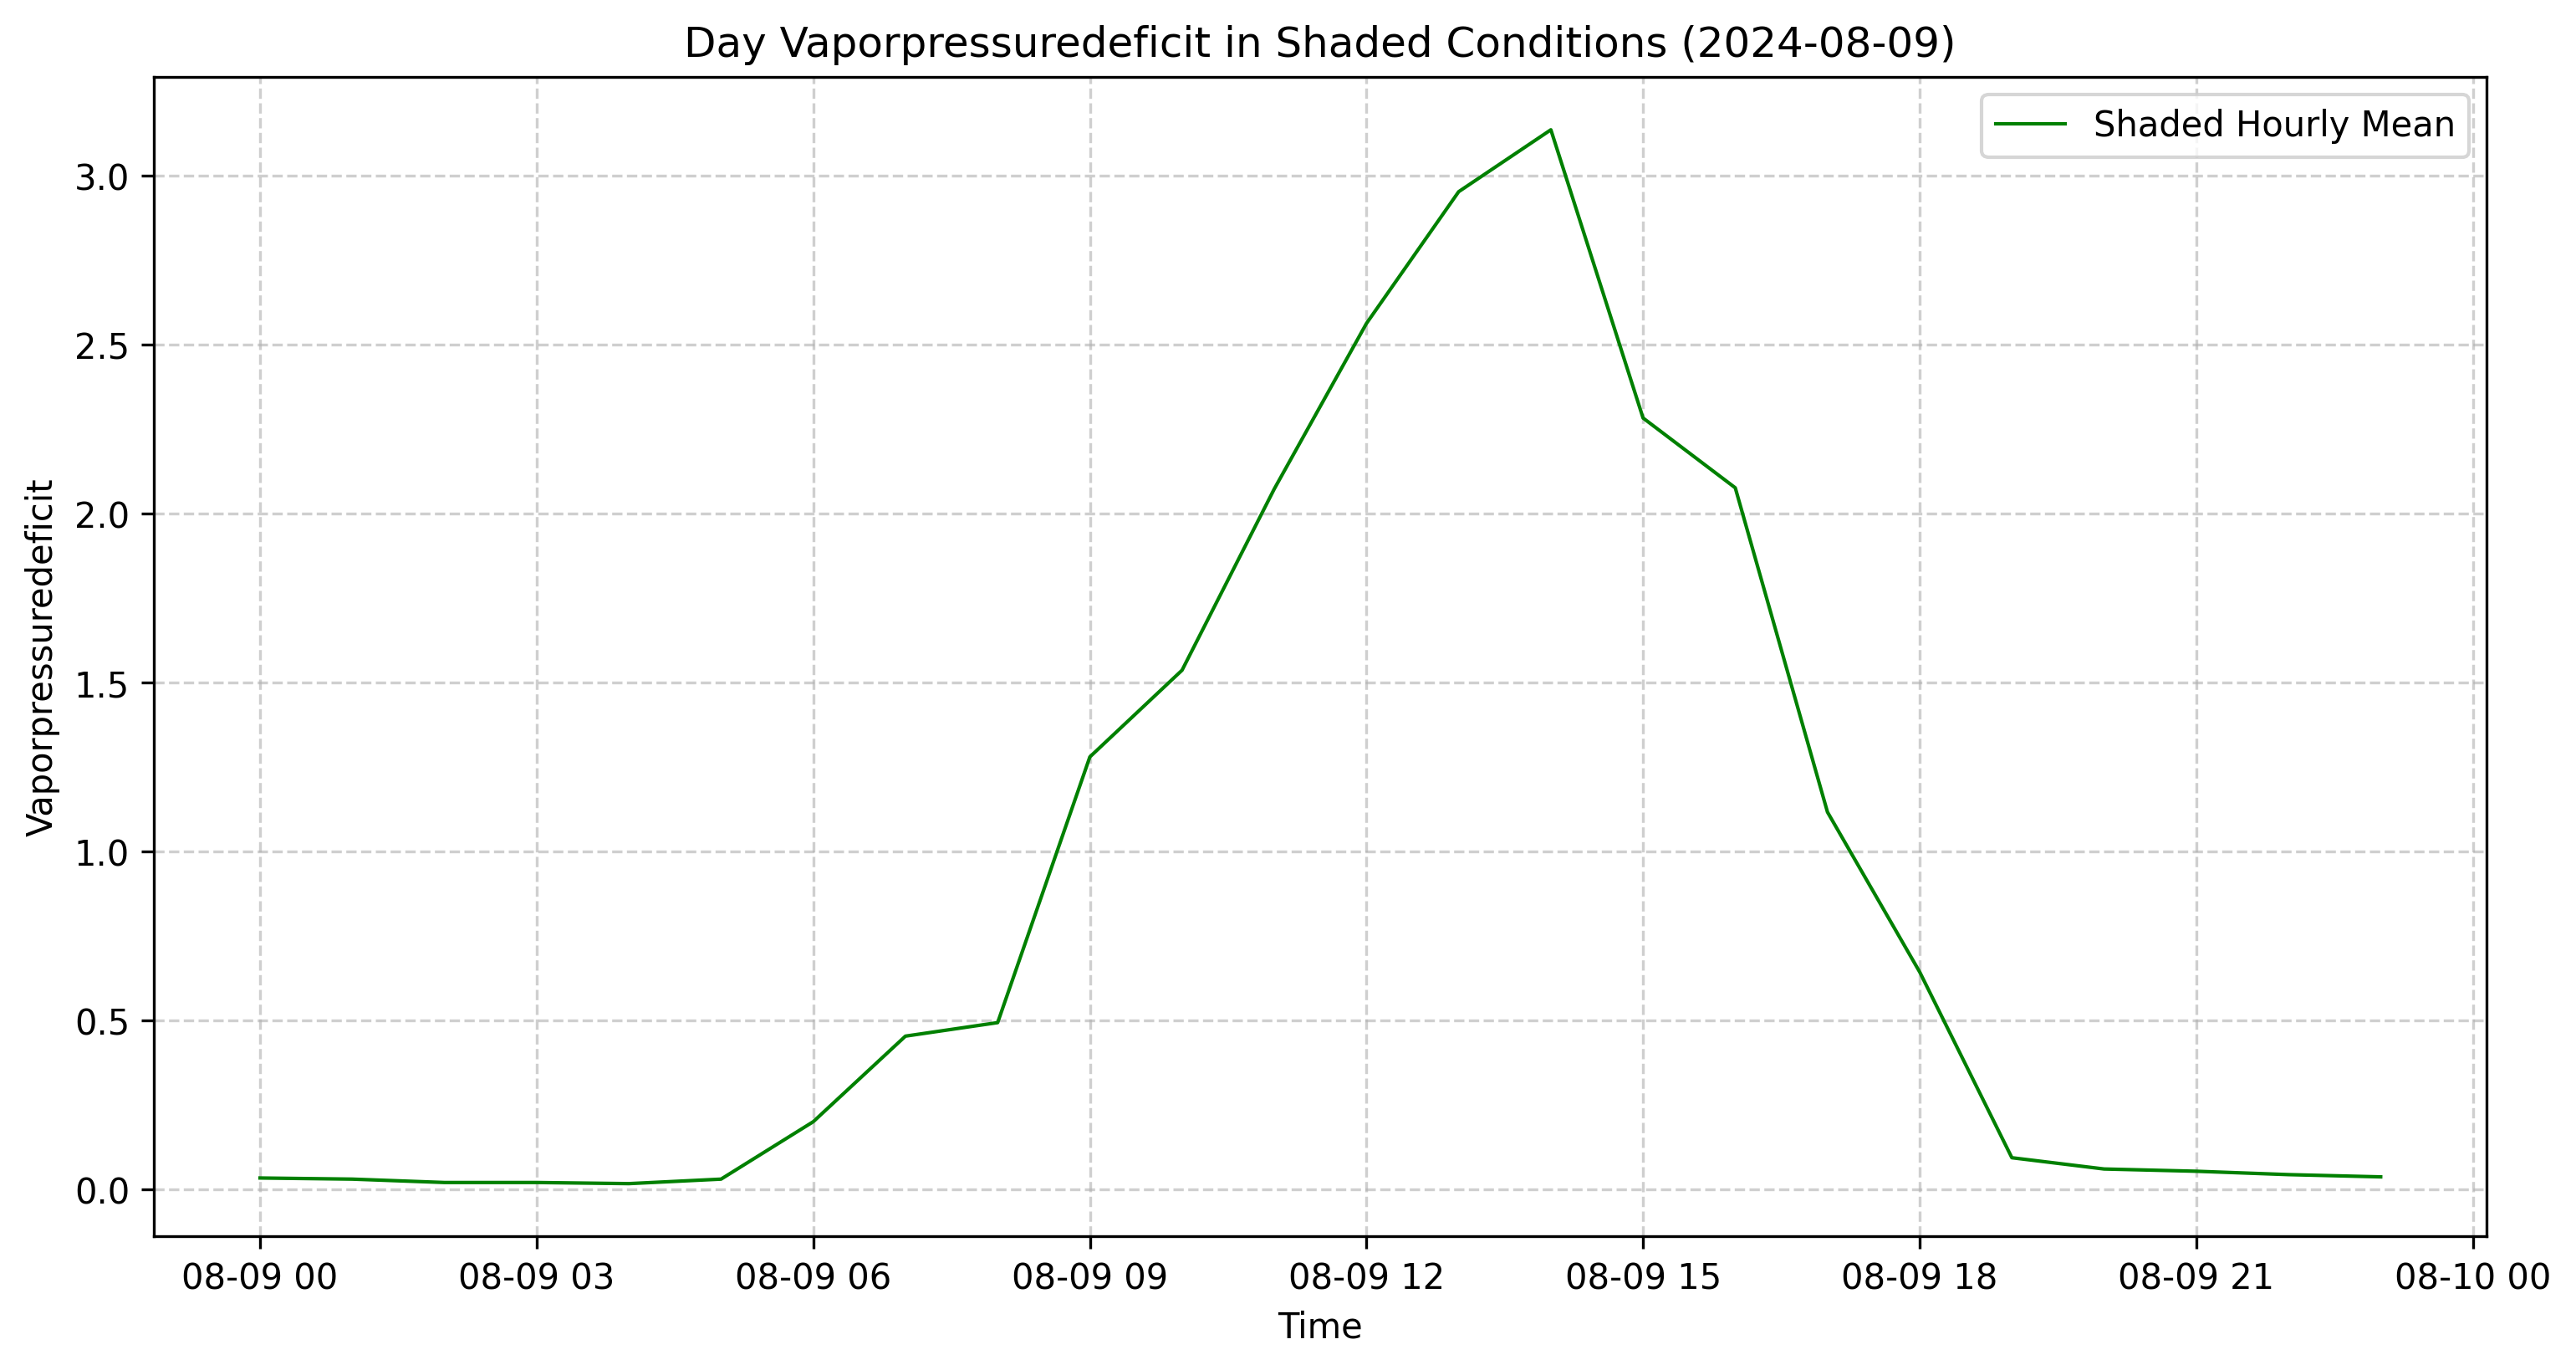 Day Vaporpressuredeficit in Shaded Conditions (2024-08-09)
Shaded Hourly Mean
Vaporpressuredeficit
3.0
2.5
2.0
1.5
1.0
0.5
0.0
08-09 00 08-09 03 08-09 06 08-09 09 08-09 12 08-09 15 08-09 18 08-09 21 08-10 00
Time